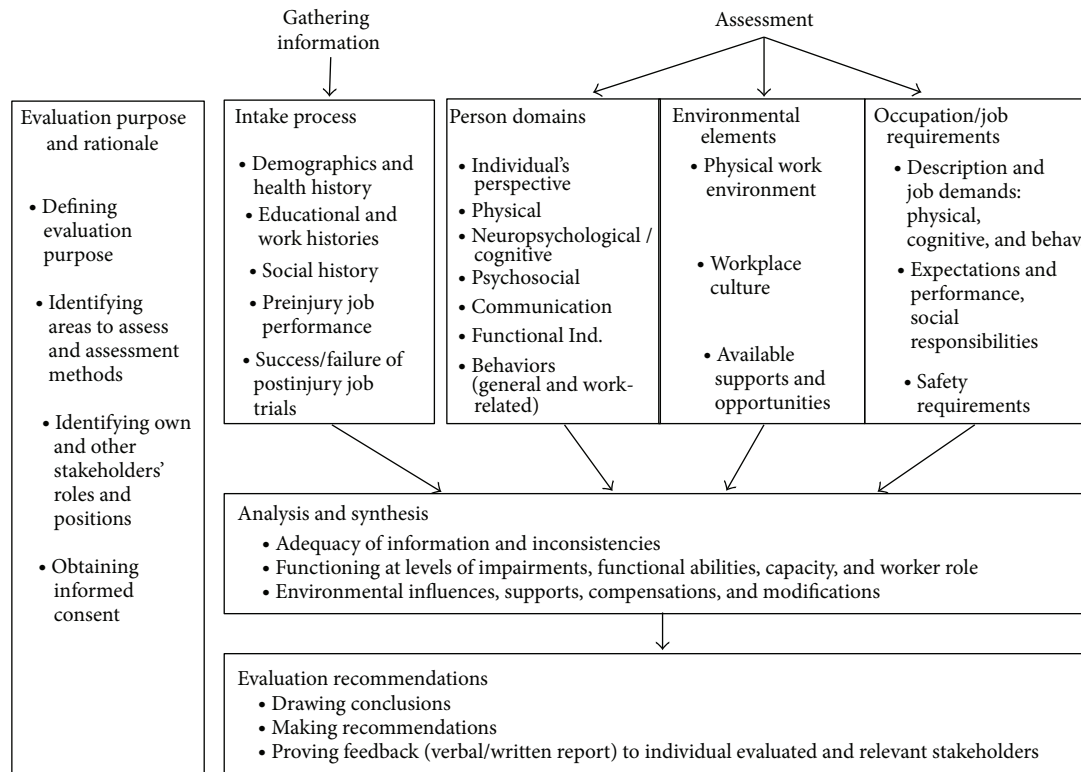 Gathering
information
Assessment
Evaluation purpose
and rationale
• Defining
evaluation
purpose
• Identifying
areas to assess
and assessment
methods
• Identifying own
and other
stakeholders'
roles and
positions
• Obtaining
informed
consent
Intake process
• Demographics and
health history
• Educational and
work histories
• Social history
• Preinjury job
performance
• Success/failure of
postinjury job
trials
Person domains
• Individual's
perspective
• Physical
• Neuropsychological /
cognitive
• Psychosocial
• Communication
• Functional Ind.
• Behaviors
(general and work-
related)
Environmental
elements
• Physical work
environment
• Workplace
culture
• Available
supports and
opportunities
Occupation/job
requirements
• Description and
job demands:
physical,
cognitive, and behav
• Expectations and
performance,
social
responsibilities
• Safety
requirements
Analysis and synthesis
• Adequacy of information and inconsistencies
• Functioning at levels of impairments, functional abilities, capacity, and worker role
• Environmental influences, supports, compensations, and modifications
Evaluation recommendations
• Drawing conclusions
• Making recommendations
• Proving feedback (verbal/written report) to individual evaluated and relevant stakeholders